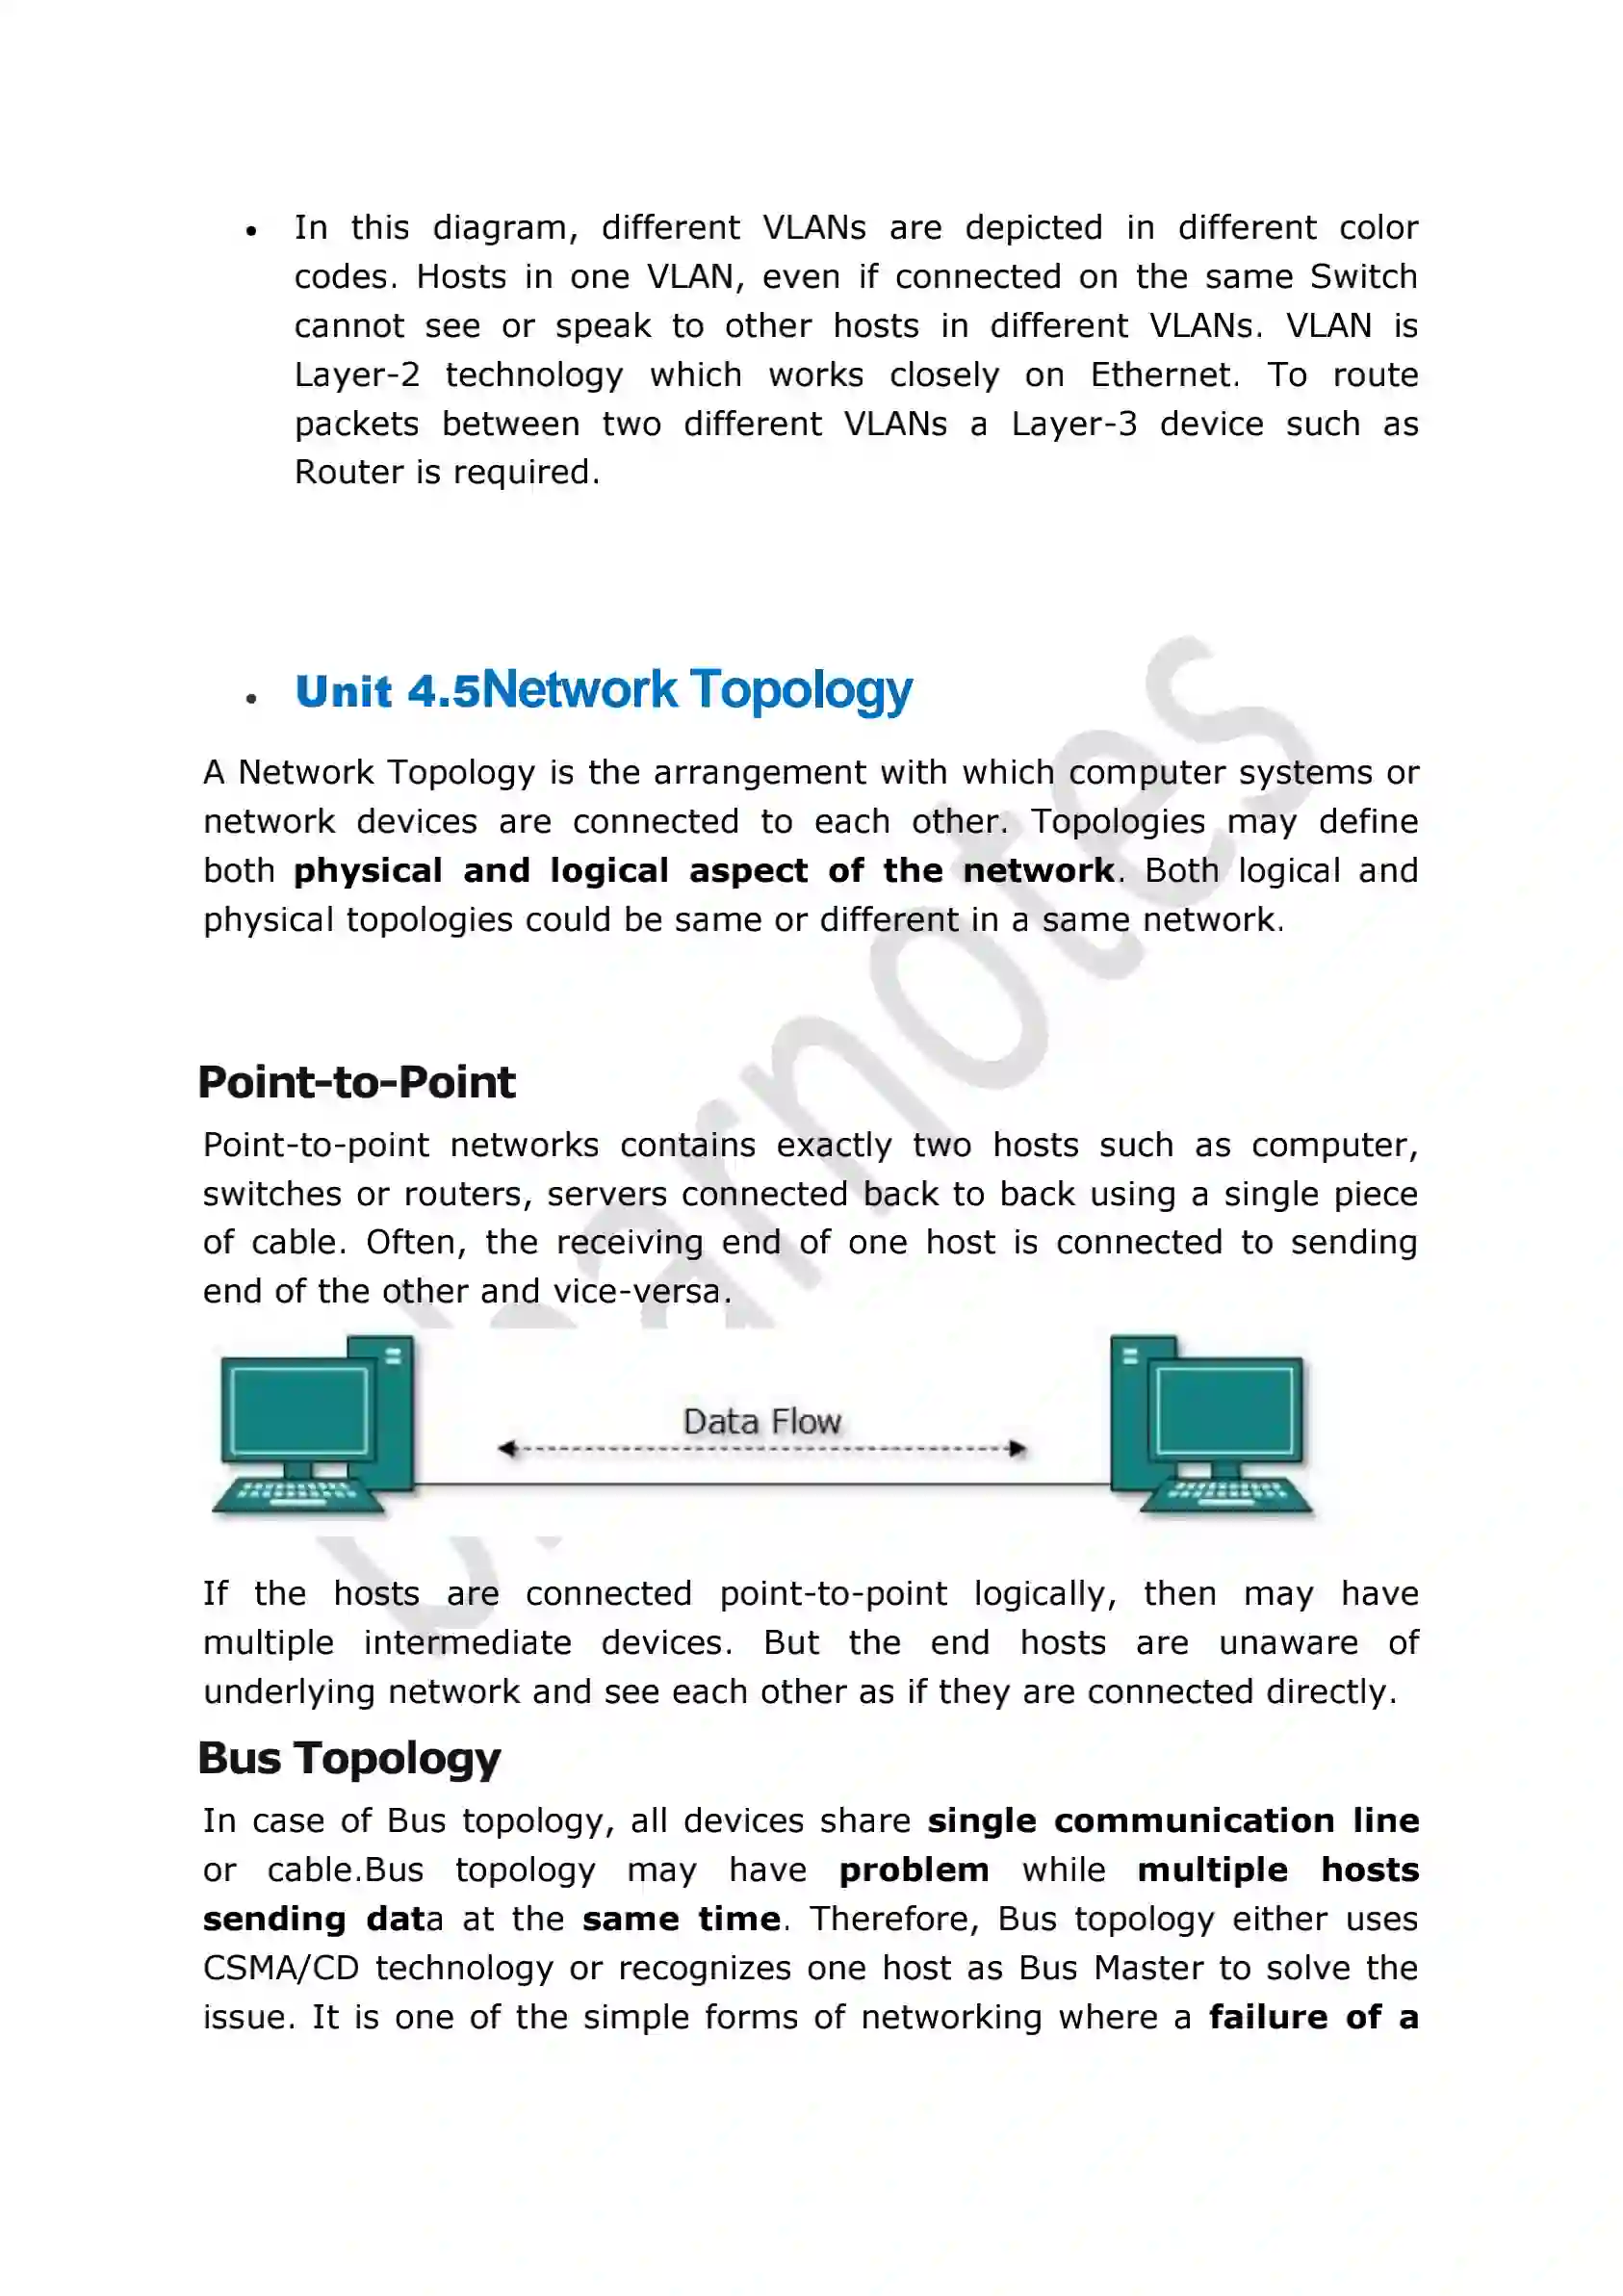 • In this diagram, different VLANs are depicted in different color
codes. Hosts in one VLAN, even if connected on the same Switch
cannot see or speak to other hosts in different VLANs. VLAN is
Layer-2 technology which works closely on Ethernet. To route
packets between two different VLANs a Layer-3 device such as
Router is required.
• Unit 4.5Network Topology
A Network Topology is the arrangement with which computer systems or
network devices are connected to each other. Topologies may define
both physical and logical aspect of the network. Both logical and
physical topologies could be same or different in a same network.
Point-to-Point
Point-to-point networks contains exactly two hosts such as computer,
switches or routers, servers connected back to back using a single piece
of cable. Often, the receiving end of one host is connected to sending
end of the other and vice-versa.
Data Flow
If the hosts are connected point-to-point logically, then may have
multiple intermediate devices. But the end hosts are unaware of
underlying network and see each other as if they are connected directly.
Bus Topology
In case of Bus topology, all devices share single communication line
or cable.Bus topology may have problem while multiple hosts
sending data at the same time. Therefore, Bus topology either uses
CSMA/CD technology or recognizes one host as Bus Master to solve the
issue. It is one of the simple forms of networking where a failure of a